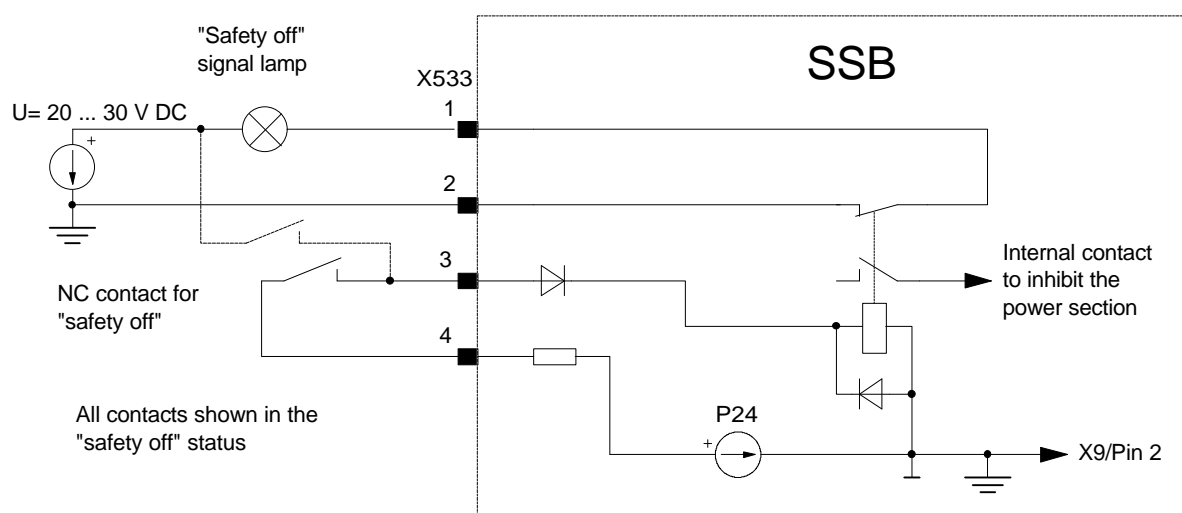 "Safety off"
signal lamp
SSB
X533
U= 20 ... 30 V DC
1
+
2
3
Internal contact
to inhibit the
power section
NC contact for
"safety off"
4
All contacts shown in the
"safety off" status
P24
+
X9/Pin 2